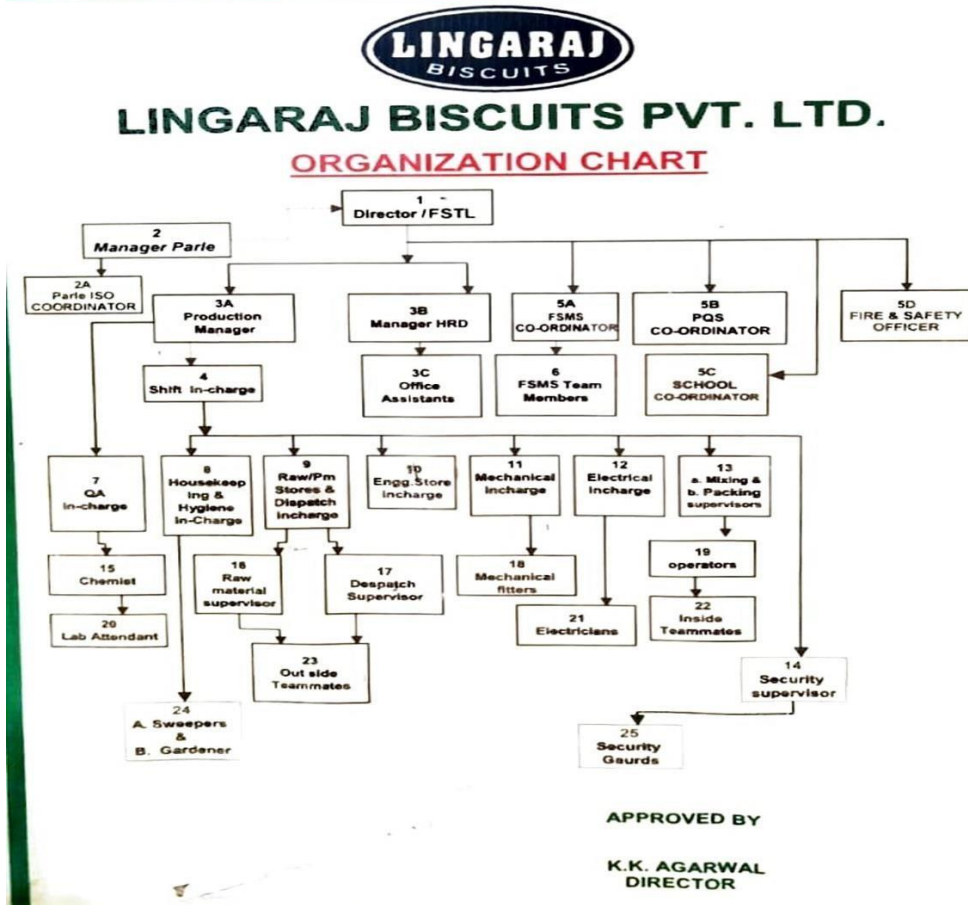 LINGARAJ
BISCUITS
LINGARAJ BISCUITS PVT. LTD.
ORGANIZATION CHART
1
Director / FSTL
2
Manager Parle
2A
Parle ISO
COORDINATOR
3A
Production
Manager
3B
Manager HRD
5A
FSMS
CO-ORDINATOR
5B
PQS
CO-ORDINATOR
5D
FIRE & SAFETY
OFFICER
4
Shift In-charge
3C
Office
Assistants
6
FSMS Team
Members
5C
SCHOOL
CO-ORDINATOR
7
QA
In-charge
8
Housekeep
ing &
Hygiene
In-Charge
9
Raw/Pm
Stores &
Dispatch
incharge
10
Engg.Store
Incharge
11
Mechanical
Incharge
12
Electrical
Incharge
13
a. Mixing &
b. Packing
supervisors
15
Chemist
16
Raw
material
supervisor
17
Despatch
Supervisor
18
Mechanical
fitters
19
operators
20
Lab Attendant
21
Electricians
22
Inside
Teammates
23
Out side
Teammates
14
Security
supervisor
24
A. Sweepers
&
B. Gardener
25
Security
Gaurds
APPROVED BY
K.K. AGARWAL
DIRECTOR